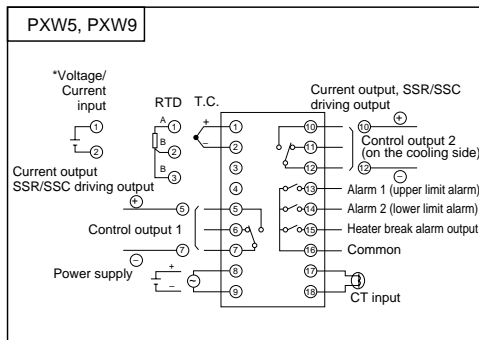 PXW5, PXW9
*Voltage/
Current
input
RTD
T.C.
Current output, SSR/SSC
driving output
1
2
A
1
B
2
B
3
+
−
1
2
3
4
5
6
7
8
9
10
11
12
13
14
15
16
17
18
10
+
Control output 2
(on the cooling side)
12
−
Current output
SSR/SSC driving output
+
5
Control output 1
7
−
Power supply
+
−
~
Alarm 1 (upper limit alarm)
Alarm 2 (lower limit alarm)
Heater break alarm output
Common
CT input